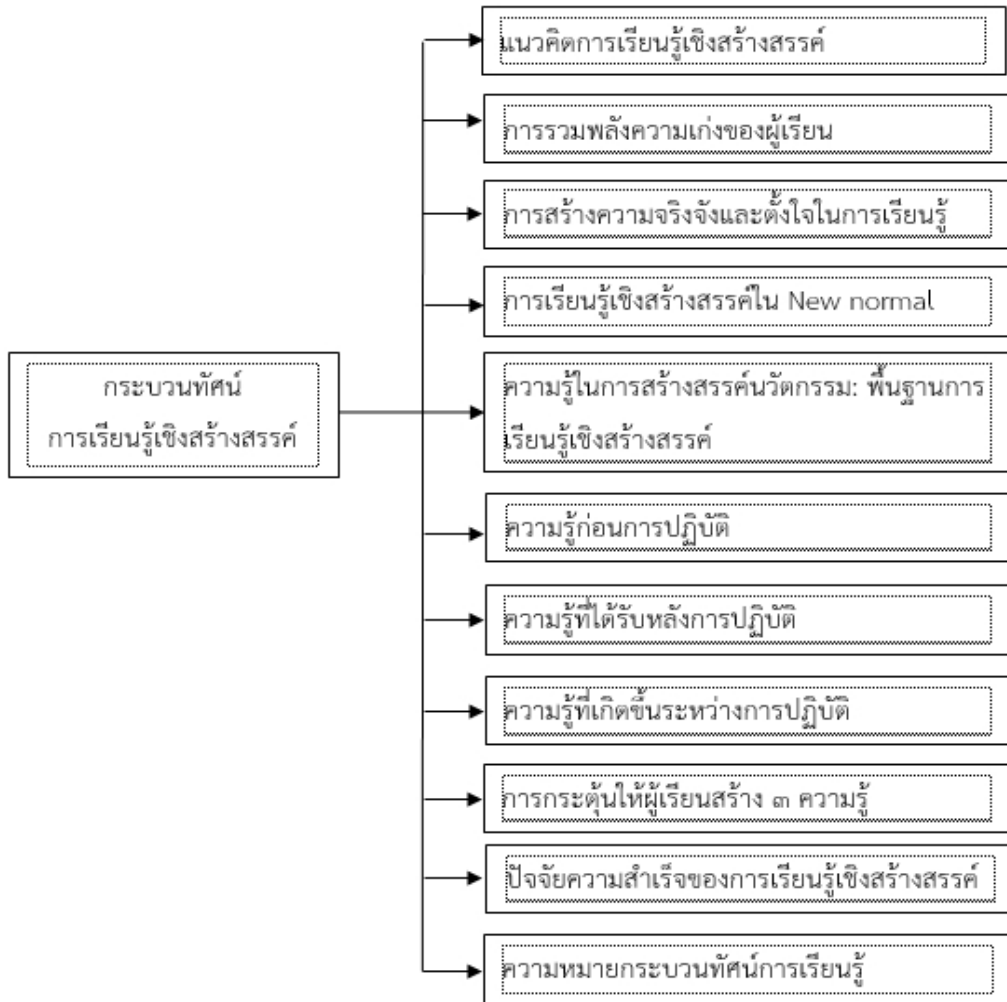 แนวคิดการเรียนรู้เชิงสร้างสรรค์
การรวมพลังความเก่งของผู้เรียน
การสร้างความจริงจังและตั้งใจในการเรียนรู้
การเรียนรู้เชิงสร้างสรรค์ใน New normal
กระบวนทัศน์
การเรียนรู้เชิงสร้างสรรค์
ความรู้ในการสร้างสรรค์นวัตกรรม: พื้นฐานการ
เรียนรู้เชิงสร้างสรรค์
ความรู้ก่อนการปฏิบัติ
ความรู้ที่ได้รับหลังการปฏิบัติ
ความรู้ที่เกิดขึ้นระหว่างการปฏิบัติ
การกระตุ้นให้ผู้เรียนสร้าง ๓ ความรู้
ปัจจัยความสำเร็จของการเรียนรู้เชิงสร้างสรรค์
ความหมายกระบวนทัศน์การเรียนรู้